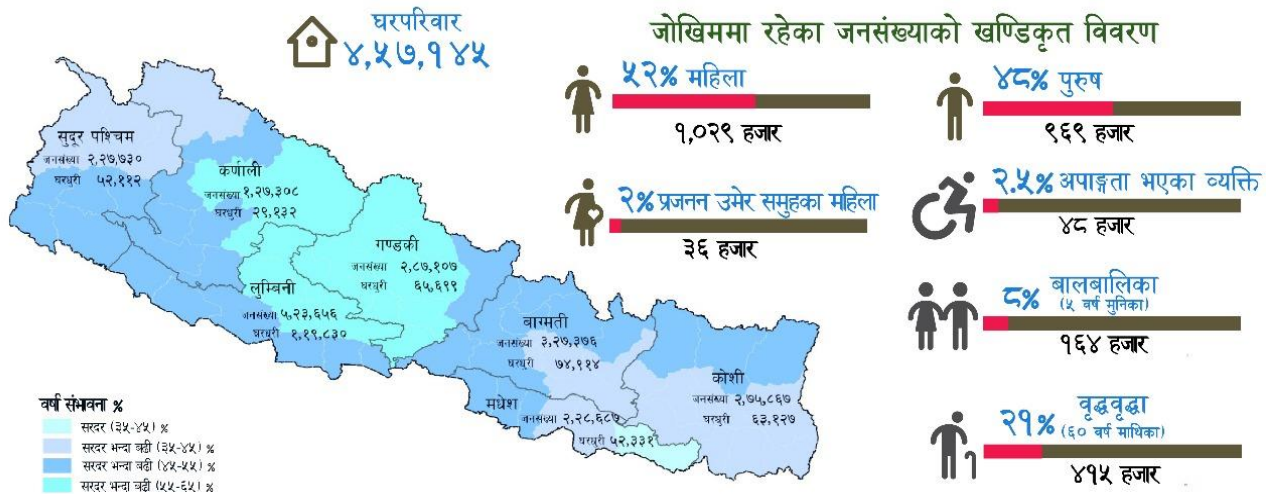 घरपरिवार
४,५७,१४५
जोखिममा रहेका जनसंख्याको खण्डिकृत विवरण
५२% महिला
१,०२९ हजार
४८% पुरुष
९६९ हजार
२% प्रजनन उमेर समुहका महिला
३६ हजार
२.५% अपाङ्गता भएका व्यक्ति
४८ हजार
८% बालबालिका
(५ वर्ष मुनिका)
१६४ हजार
२१% वृद्धवृद्धा
(६० वर्ष माथिका)
४१५ हजार
सुदूर पश्चिम
जनसंख्या २,२७,७३०
घरधुरी ५२,११२
कर्णाली
जनसंख्या १,२७,३०८
घरधुरी २९,१३२
गण्डकी
जनसंख्या २,८७,१०७
घरधुरी ६५,६९९
लुम्बिनी
जनसंख्या ५,२३,६५६
घरधुरी १,१९,८३०
वाग्मती
जनसंख्या ३,२७,३७६
घरधुरी ७४,९१४
कोशी
जनसंख्या २,७५,८६७
घरधुरी ६३,१२७
मधेश
जनसंख्या २,२८,६८७
घरधुरी ५२,३३१
वर्षा संभावना %
सरदर (३५-४५) %
सरदर भन्दा बढी (३५-४५) %
सरदर भन्दा बढी (४५-५५) %
सरदर भन्दा बढी (५५-६५) %